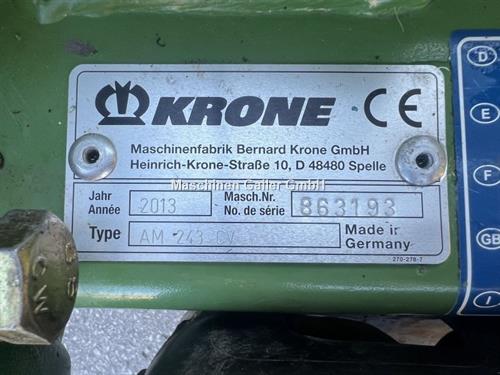 KRONE CE
Maschinenfabrik Bernard Krone GmbH
Heinrich-Krone-Straße 10, D 48480 Spelle
Maschinen Galler GmbH
Jahr
Année 2013
Masch.Nr.
No. de série 863193
Type AM 243 CV
Made in
Germany
270-278-7
D
E
F
GB
I